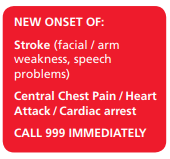 NEW ONSET OF:
Stroke (facial / arm
weakness, speech
problems)
Central Chest Pain / Heart
Attack / Cardiac arrest
CALL 999 IMMEDIATELY